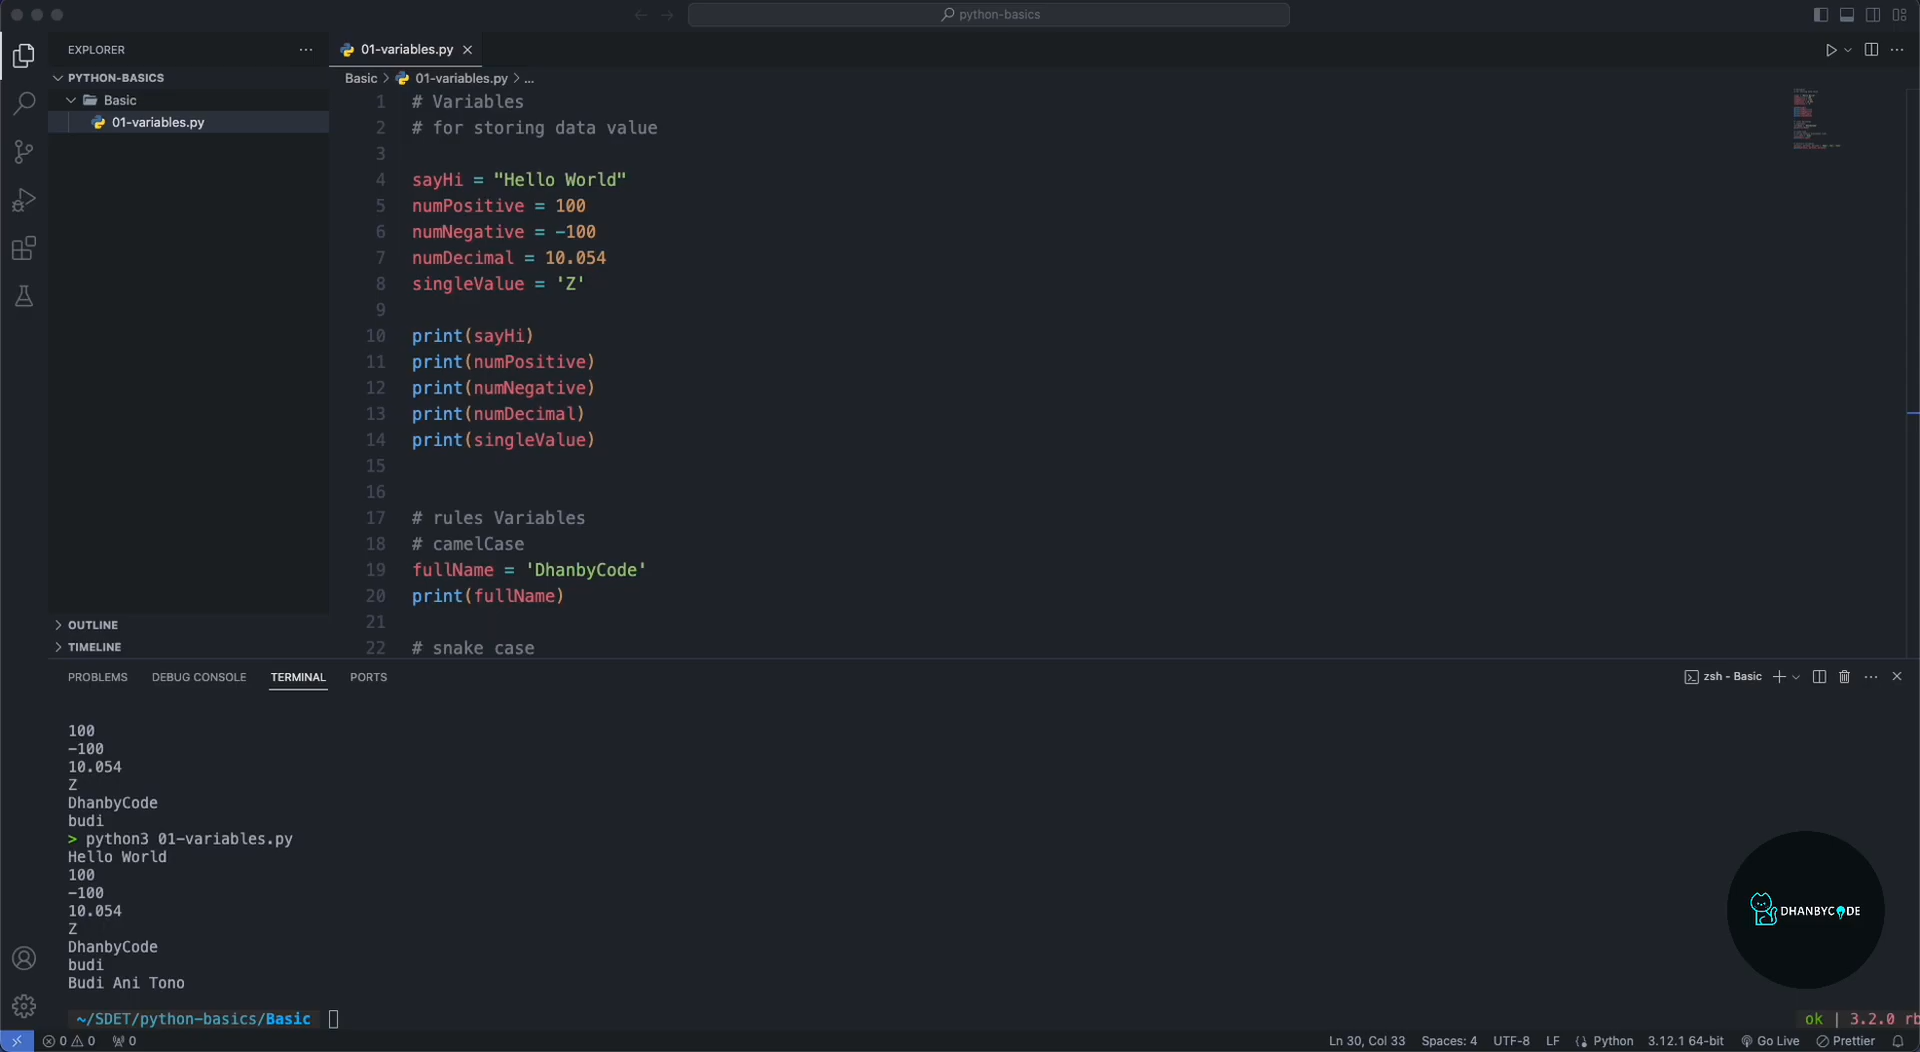 python-basics
EXPLORER
01-variables.py
PYTHON-BASICS
Basic
01-variables.py
Basic > 01-variables.py > ...
1 # Variables
2 # for storing data value
3
4 sayHi = "Hello World"
5 numPositive = 100
6 numNegative = -100
7 numDecimal = 10.054
8 singleValue = 'Z'
9
10 print(sayHi)
11 print(numPositive)
12 print(numNegative)
13 print(numDecimal)
14 print(singleValue)
15
16
17 # rules Variables
18 # camelCase
19 fullName = 'DhanbyCode'
20 print(fullName)
21
22 # snake case
OUTLINE
TIMELINE
PROBLEMS DEBUG CONSOLE TERMINAL PORTS
zsh - Basic
100
-100
10.054
Z
DhanbyCode
budi
> python3 01-variables.py
Hello World
100
-100
10.054
Z
DhanbyCode
budi
Budi Ani Tono
~/SDET/python-basics/Basic
ok | 3.2.0 rb
DHANBYCODE
0 0 0
Ln 30, Col 33 Spaces: 4 UTF-8 LF Python 3.12.1 64-bit Go Live Prettier